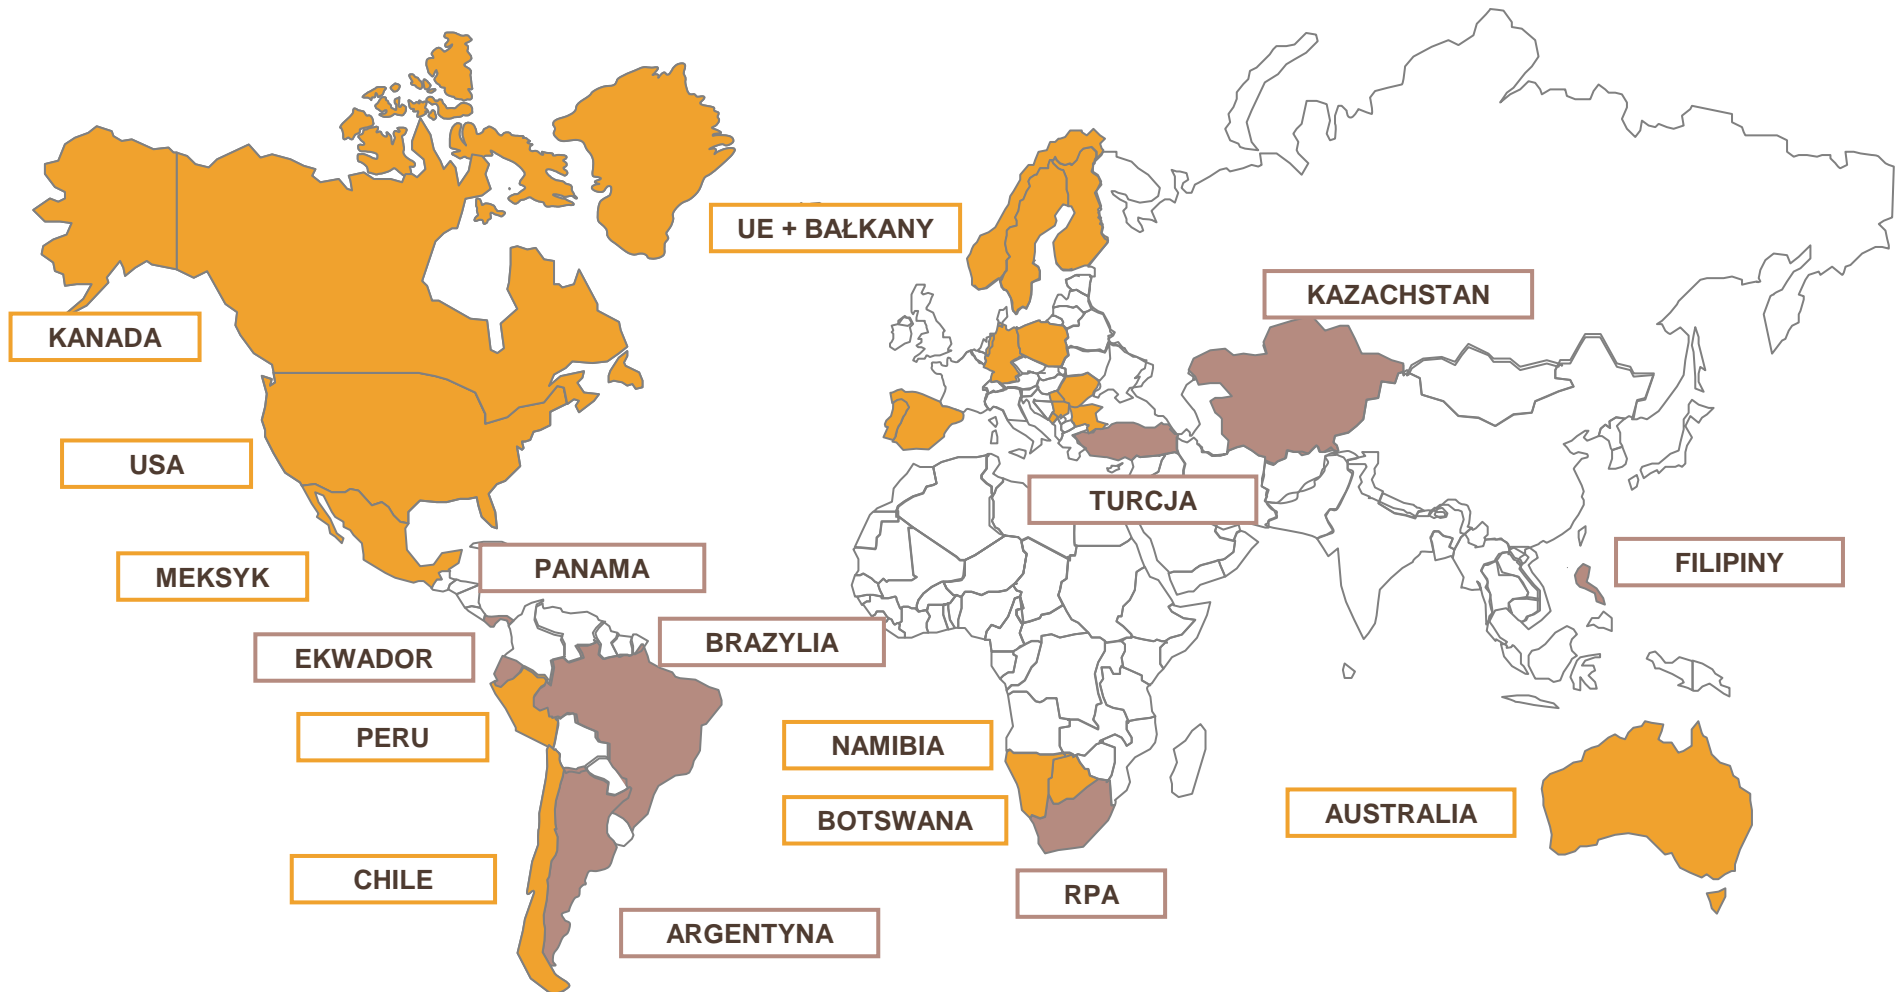 UE + BAŁKANY
KAZACHSTAN
KANADA
USA
TURCJA
MEKSYK
PANAMA
FILIPINY
EKWADOR
BRAZYLIA
PERU
NAMIBIA
BOTSWANA
AUSTRALIA
CHILE
RPA
ARGENTYNA